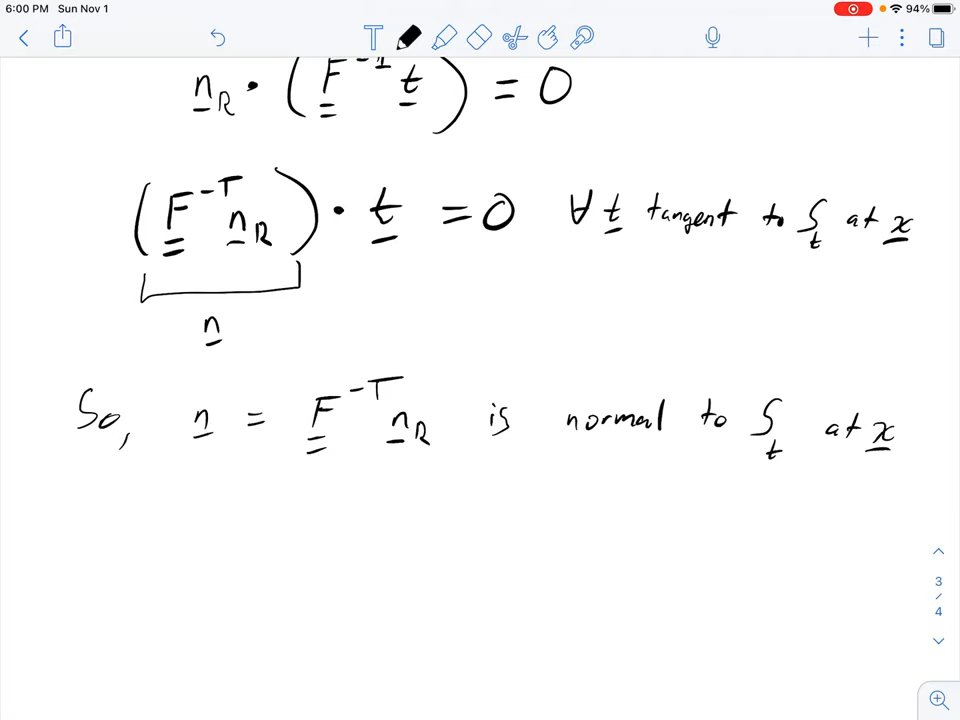 6:00 PM Sun Nov 1 94%
T
n_R · (F^-1 t) = 0
(F^-T n_R) · t = 0 ∀ t tangent to S_t at x
n
So, n = F^-T n_R is normal to S_t at x
3
/
4